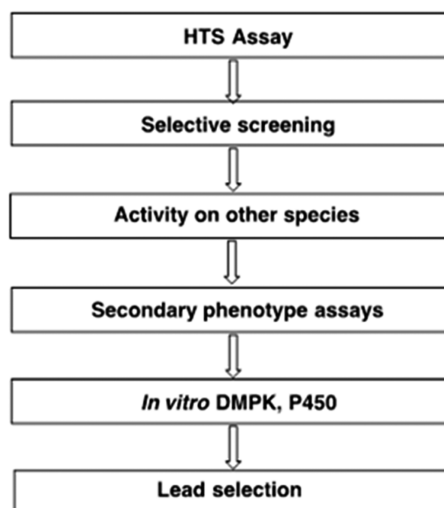 HTS Assay
Selective screening
Activity on other species
Secondary phenotype assays
In vitro DMPK, P450
Lead selection